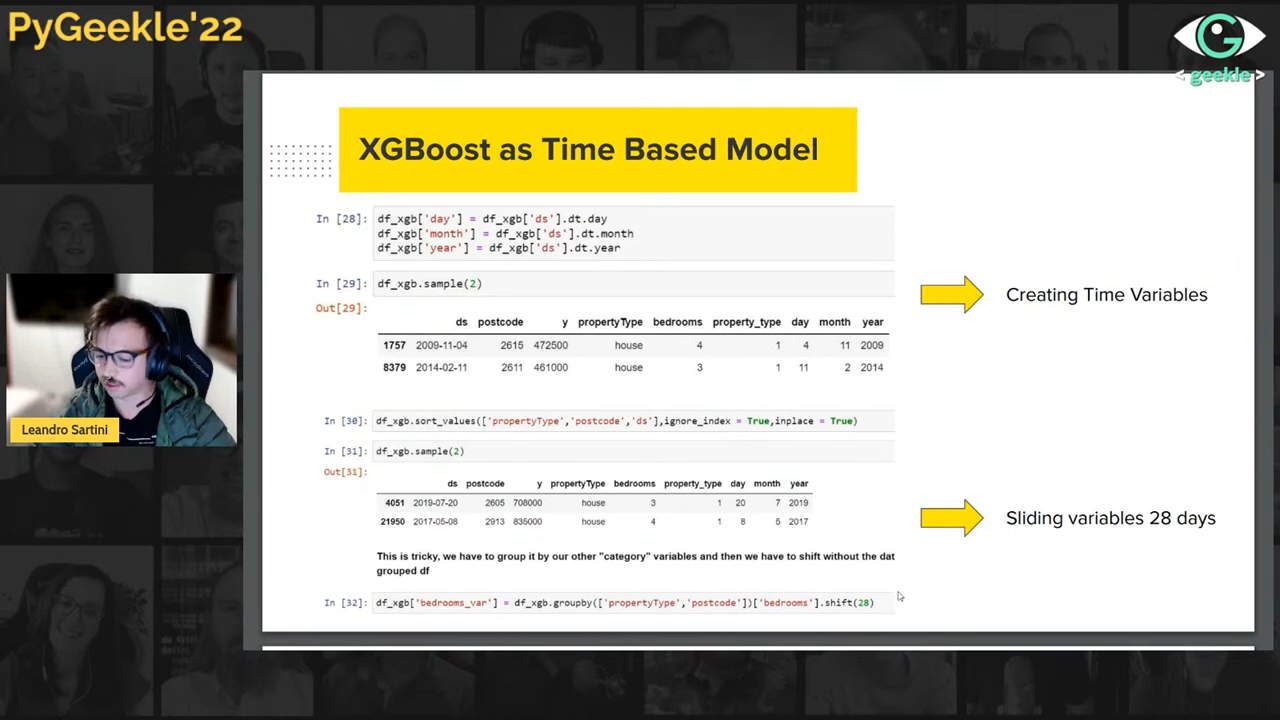 PyGeekle'22
G
< geekle >
XGBoost as Time Based Model
In [28]: df_xgb['day'] = df_xgb['ds'].dt.day
df_xgb['month'] = df_xgb['ds'].dt.month
df_xgb['year'] = df_xgb['ds'].dt.year
In [29]: df_xgb.sample(2)
Out[29]:
ds postcode y propertyType bedrooms property_type day month year
1757 2009-11-04 2615 472500 house 4 1 4 11 2009
8379 2014-02-11 2611 461000 house 3 1 11 2 2014
Creating Time Variables
In [30]: df_xgb.sort_values(['propertyType','postcode','ds'],ignore_index = True,inplace = True)
In [31]: df_xgb.sample(2)
Out[31]:
ds postcode y propertyType bedrooms property_type day month year
4051 2019-07-20 2605 708000 house 3 1 20 7 2019
21950 2017-05-08 2913 835000 house 4 1 8 5 2017
Sliding variables 28 days
This is tricky, we have to group it by our other "category" variables and then we have to shift without the dat
grouped df
In [32]: df_xgb['bedrooms_var'] = df_xgb.groupby(['propertyType','postcode'])['bedrooms'].shift(28)
Leandro Sartini